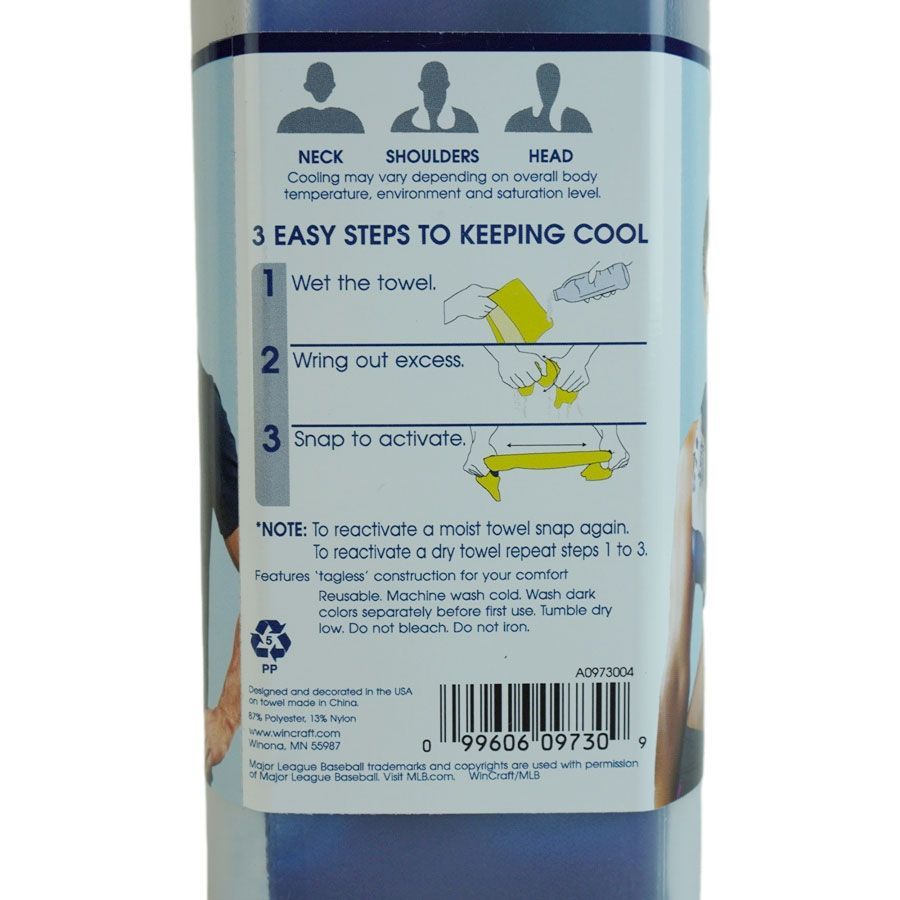 NECK SHOULDERS HEAD
Cooling may vary depending on overall body
temperature, environment and saturation level.
3 EASY STEPS TO KEEPING COOL
1 Wet the towel.
2 Wring out excess.
3 Snap to activate.
*NOTE: To reactivate a moist towel snap again.
To reactivate a dry towel repeat steps 1 to 3.
Features 'tagless' construction for your comfort
Reusable. Machine wash cold. Wash dark
colors separately before first use. Tumble dry
low. Do not bleach. Do not iron.
5
PP
A0973004
Designed and decorated in the USA
on towel made in China.
87% Polyester, 13% Nylon
www.wincraft.com
Winona, MN 55987
0 99606 09730 9
Major League Baseball trademarks and copyrights are used with permission
of Major League Baseball. Visit MLB.com. WinCraft/MLB